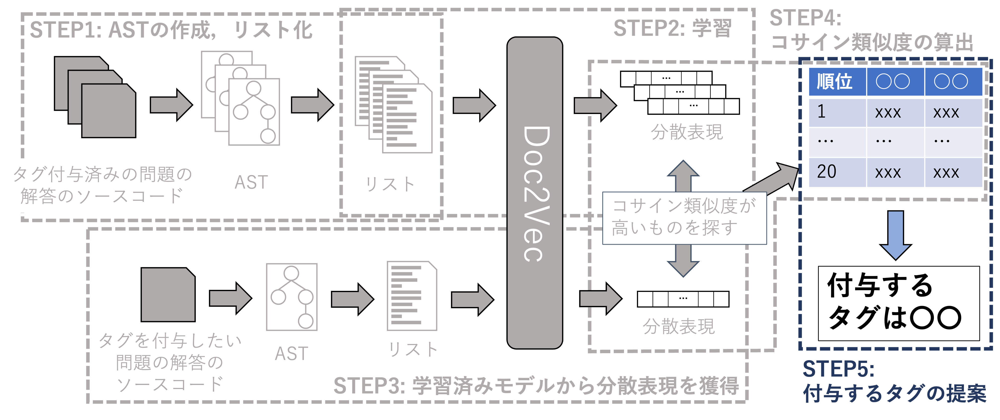 STEP1: ASTの作成, リスト化
タグ付与済みの問題の
解答のソースコード
AST
リスト
STEP2: 学習
Doc2Vec
…
…
…
分散表現
コサイン類似度が
高いものを探す
STEP4:
コサイン類似度の算出
順位 〇〇 〇〇
1 xxx xxx
… … …
20 xxx xxx
タグを付与したい
問題の解答の
ソースコード
AST
リスト
…
分散表現
STEP3: 学習済みモデルから分散表現を獲得
付与する
タグは〇〇
STEP5:
付与するタグの提案